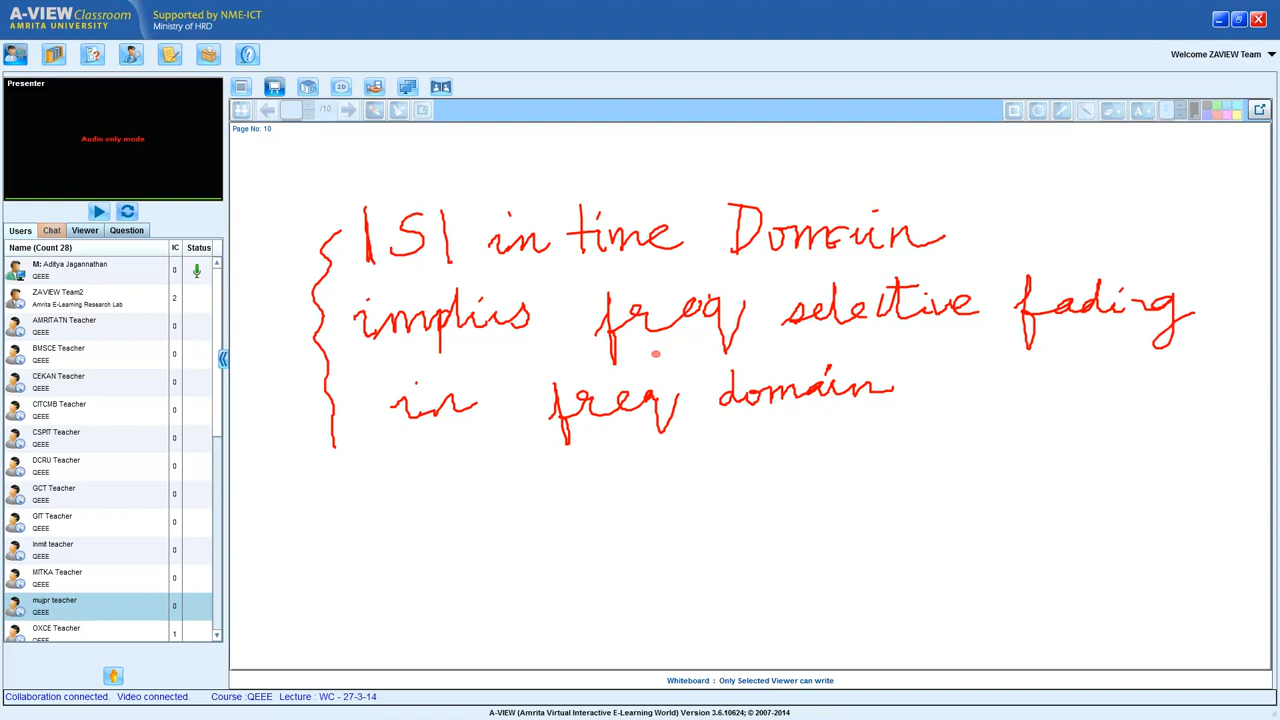 A-VIEW Classroom
AMRITA UNIVERSITY
Supported by NME-ICT
Ministry of HRD
Welcome ZAVIEW Team
Presenter
Audio only mode
/10
2D
Page No: 10
ISI in time Domain
implies freq selective fading
in freq domain
Users Chat Viewer Question
Name (Count 28) IC Status
M: Aditya Jagannathan 0
QEEE
ZAVIEW Team2 2
Amrita E-Learning Research Lab
AMRITATN Teacher 0
QEEE
BMSCE Teacher 0
QEEE
CEKAN Teacher 0
QEEE
CITCMB Teacher 0
QEEE
CSPIT Teacher 0
QEEE
DCRU Teacher 0
QEEE
GCT Teacher 0
QEEE
GIT Teacher 0
QEEE
Inmit teacher 0
QEEE
MITKA Teacher 0
QEEE
mujpr teacher 0
QEEE
OXCE Teacher 1
QEEE
Whiteboard : Only Selected Viewer can write
Collaboration connected. Video connected. Course :QEEE Lecture : WC - 27-3-14
A-VIEW (Amrita Virtual Interactive E-Learning World) Version 3.6.10624; © 2007-2014